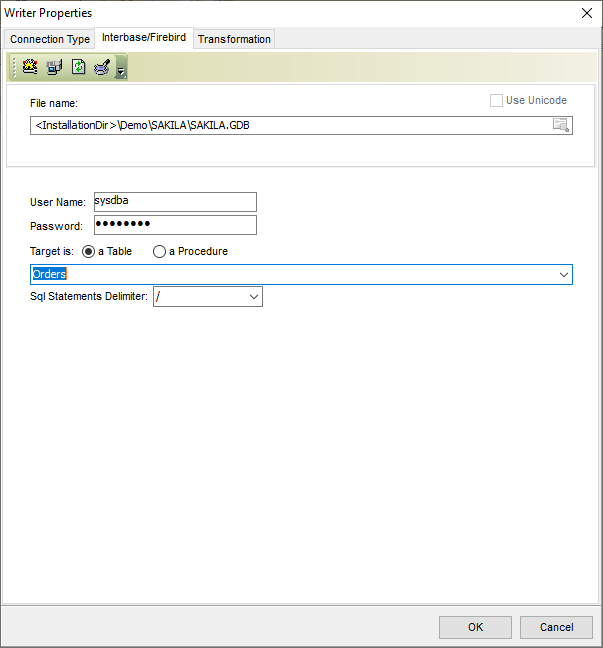 Writer Properties
Connection Type Interbase/Firebird Transformation
File name: Use Unicode
<InstallationDir>\Demo\SAKILA\SAKILA.GDB
User Name: sysdba
Password: ●●●●●●●●
Target is: a Table a Procedure
Orders
Sql Statements Delimiter: /
OK Cancel